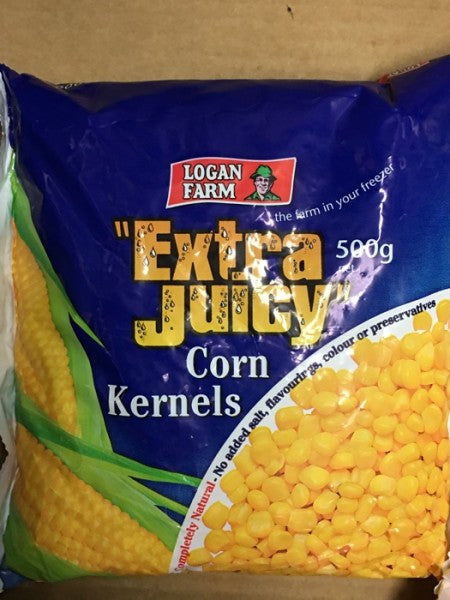 LOGAN
FARM
the farm in your freezer
"Extra
Juicy"
500g
Corn
Kernels
Completely Natural - No added salt, flavourings, colour or preservatives